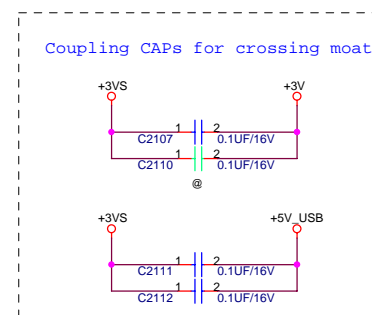 Coupling CAPs for crossing moat
+3VS +3V
1 2
C2107 0.1UF/16V
1 2
C2110 0.1UF/16V
@
+3VS +5V_USB
1 2
C2111 0.1UF/16V
1 2
C2112 0.1UF/16V